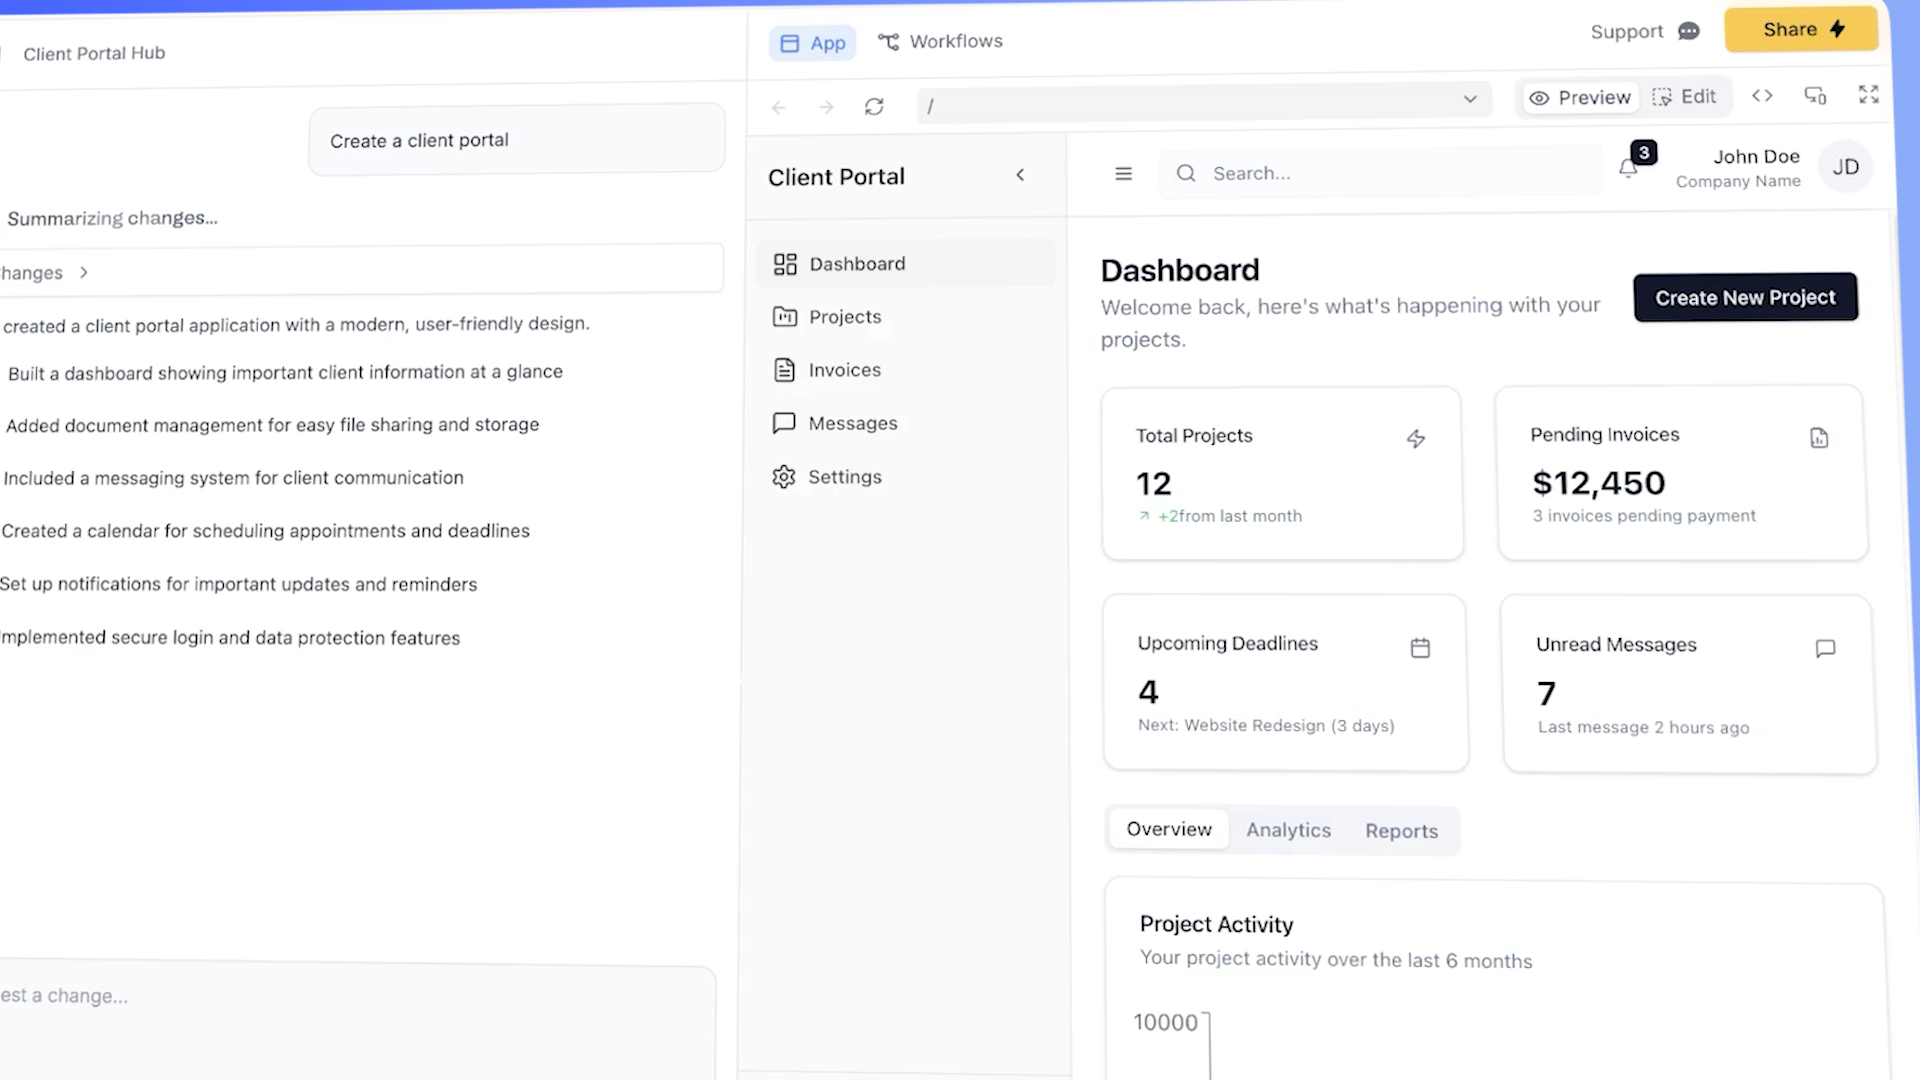 Client Portal Hub
Create a client portal
Summarizing changes...
hanges
created a client portal application with a modern, user-friendly design.
Built a dashboard showing important client information at a glance
Added document management for easy file sharing and storage
Included a messaging system for client communication
Created a calendar for scheduling appointments and deadlines
Set up notifications for important updates and reminders
mplemented secure login and data protection features
est a change...
App
Workflows
Support
Share
/
Preview
Edit
Client Portal
Dashboard
Projects
Invoices
Messages
Settings
Search...
3
John Doe
Company Name
JD
Dashboard
Welcome back, here's what's happening with your
projects.
Create New Project
Total Projects
12
+2from last month
Pending Invoices
$12,450
3 invoices pending payment
Upcoming Deadlines
4
Next: Website Redesign (3 days)
Unread Messages
7
Last message 2 hours ago
Overview
Analytics
Reports
Project Activity
Your project activity over the last 6 months
10000